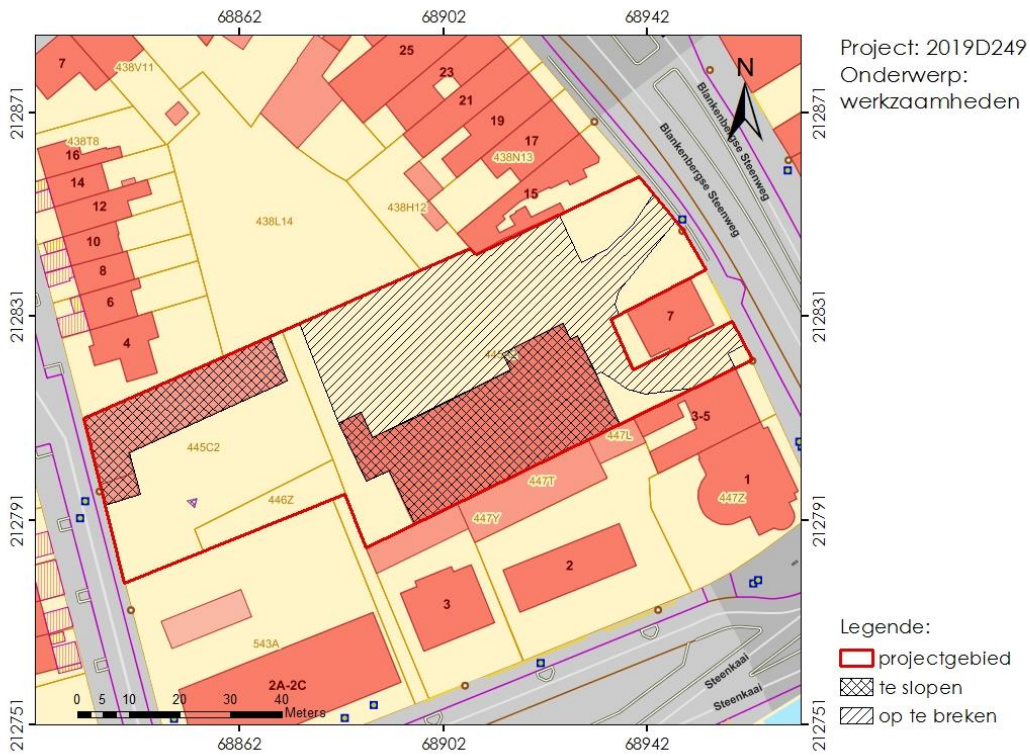 68862
68902
68942
Project: 2019D249
Onderwerp:
werkzaamheden
N
212871
212871
212831
212831
212791
212791
212751
212751
7
438V11
25
23
21
19
17
438N13
15
438T8
16
14
12
10
8
6
4
438L14
438H12
Blankenbergse Steenweg
Blankenbergse Steenweg
7
445C2
446Z
3-5
447L
447T
447Y
1
447Z
2
3
543A
2A-2C
Steenkaai
Steenkaai
0 5 10 20 30 40
Meters
68862
68902
68942
Legende:
projectgebied
te slopen
op te breken